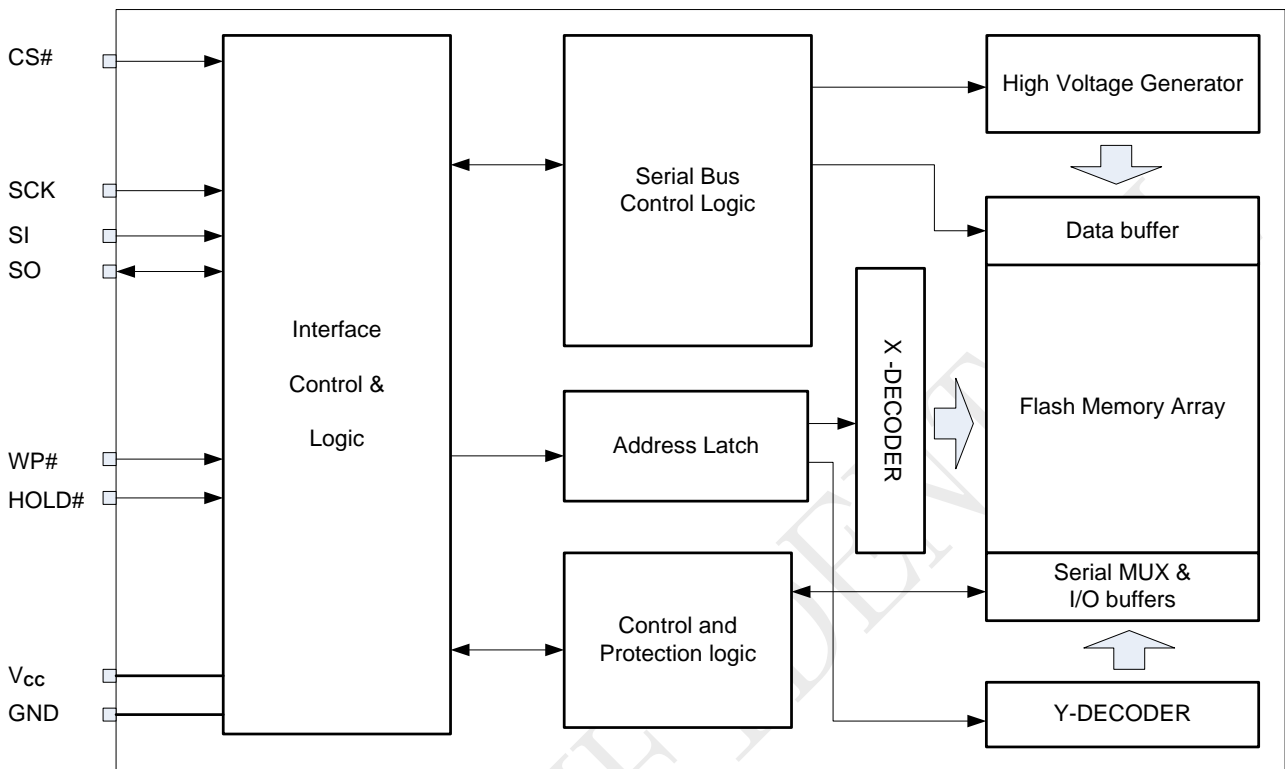 CS#
SCK
SI
SO
WP#
HOLD#
Vcc
GND
Interface
Control &
Logic
Serial Bus
Control Logic
Address Latch
Control and
Protection logic
X -DECODER
High Voltage Generator
Data buffer
Flash Memory Array
Serial MUX &
I/O buffers
Y-DECODER